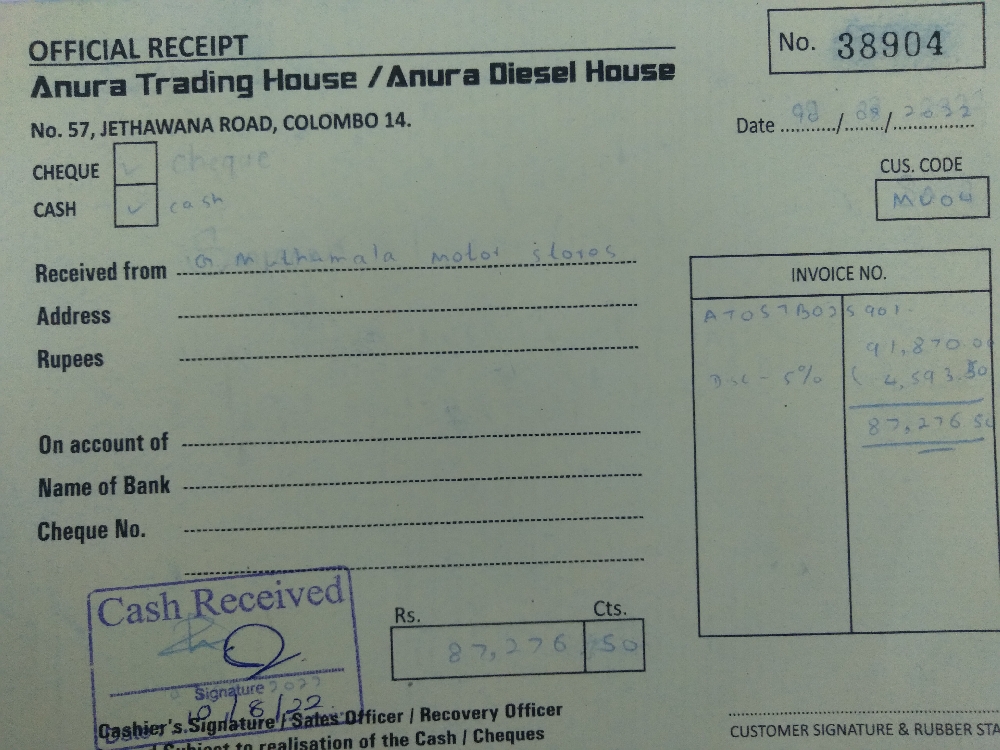 OFFICIAL RECEIPT
No. 38904
Anura Trading House / Anura Diesel House
No. 57, JETHAWANA ROAD, COLOMBO 14.
Date ........../......./..............
CHEQUE ✓ cheque
CUS. CODE
CASH ✓ cash
M004
Received from Muthamala motor stores
INVOICE NO.
Address
91,870.00
Rupees
Dsc - 5% ( 4,593.50
87,276.50
On account of
Name of Bank
Cheque No.
Cash Received
Rs. Cts.
87,276 50
Signature
10/8/22
Cashier's Signature / Sales Officer / Recovery Officer
CUSTOMER SIGNATURE & RUBBER STA
Subject to realisation of the Cash / Cheques